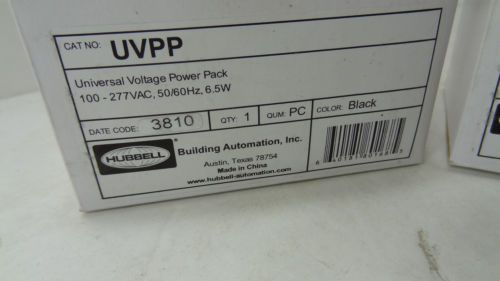 CAT NO: UVPP
Universal Voltage Power Pack
100 - 277VAC, 50/60Hz, 6.5W
DATE CODE: 3810 QTY: 1 QUM: PC COLOR: Black
HUBBELL
Building Automation, Inc.
Austin, Texas 78754
Made in China
www.hubbell-automation.com